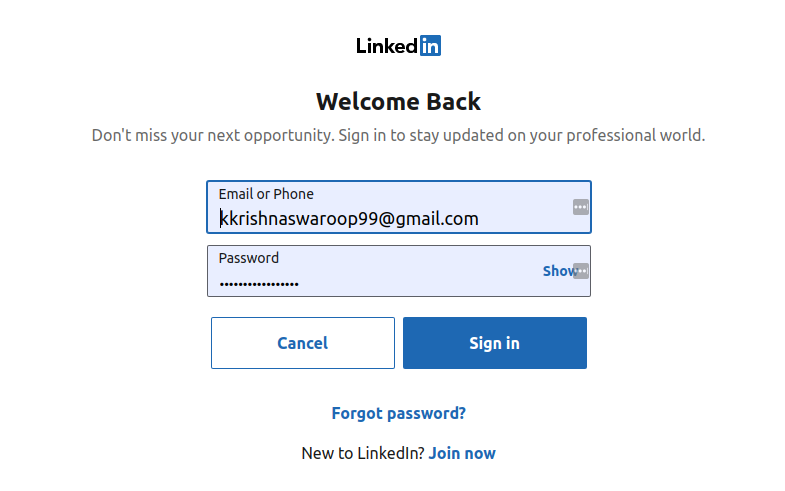 Linkedin
Welcome Back
Don't miss your next opportunity. Sign in to stay updated on your professional world.
Email or Phone
kkrishnaswaroop99@gmail.com
Password
•••••••••••••••••
Show
Cancel
Sign in
Forgot password?
New to LinkedIn? Join now